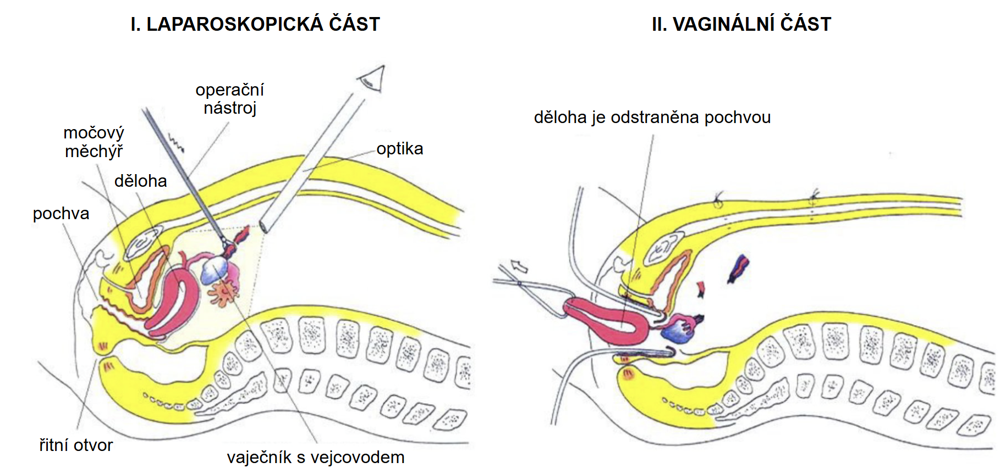 I. LAPAROSKOPICKÁ ČÁST
operační
nástroj
močový
měchýř
optika
děloha
pochva
řitní otvor
vaječník s vejcovodem
II. VAGINÁLNÍ ČÁST
děloha je odstraněna pochvou